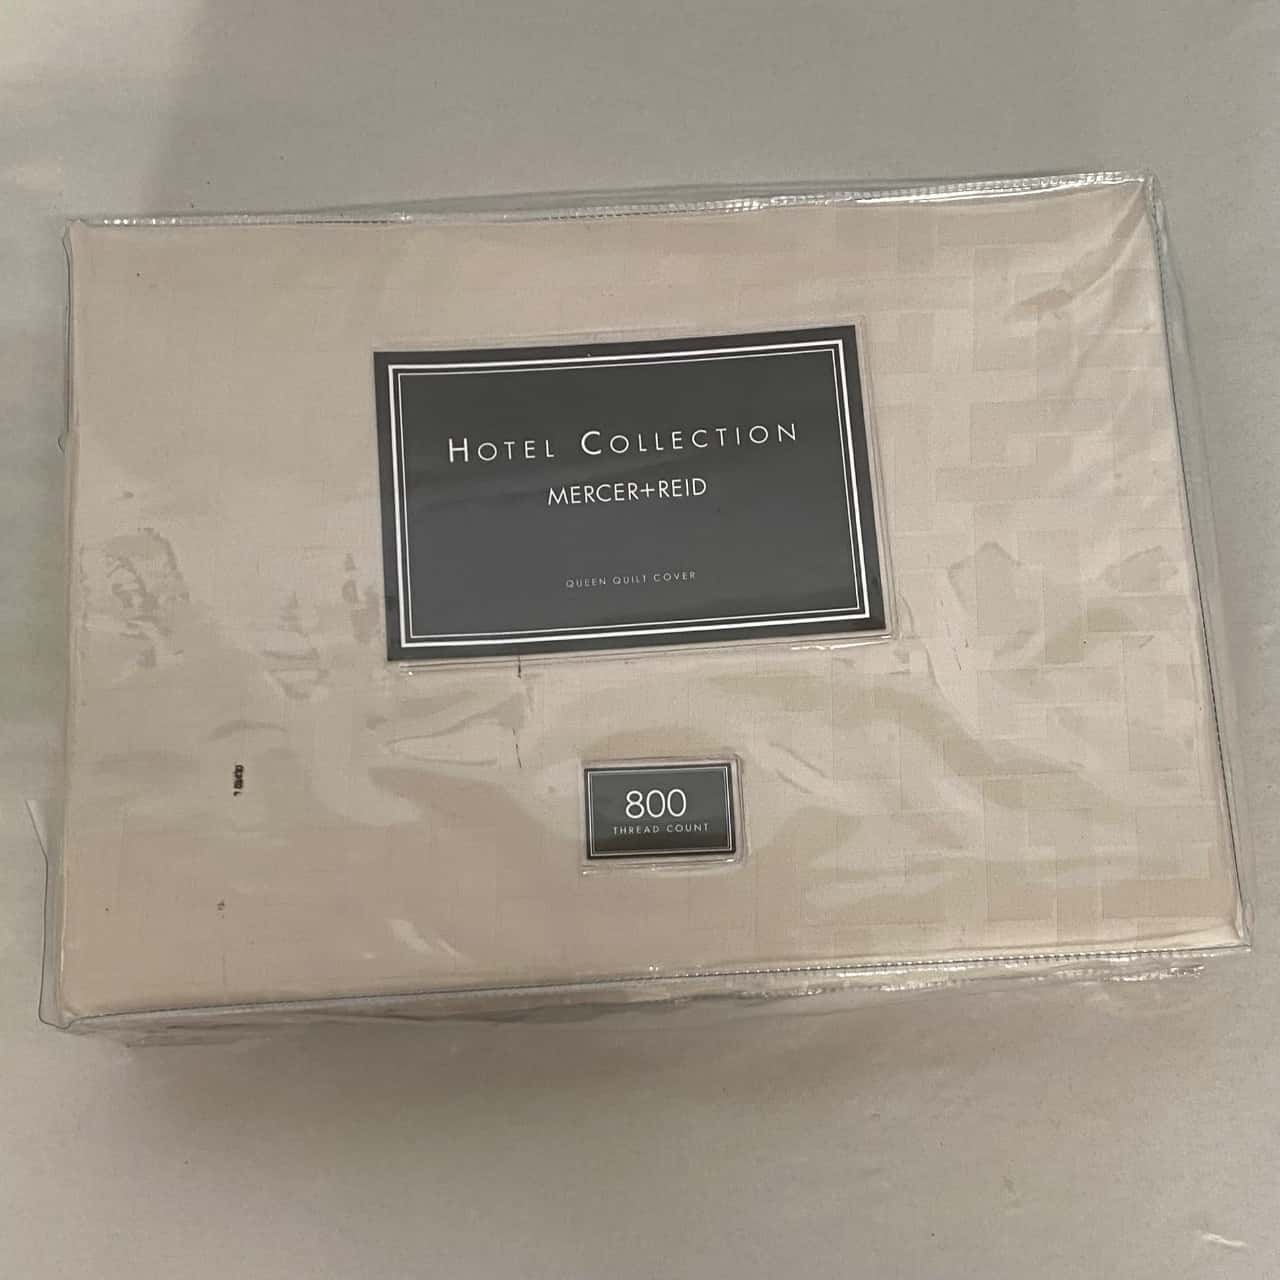 HOTEL COLLECTION
MERCER+REID
QUEEN QUILT COVER
800
THREAD COUNT